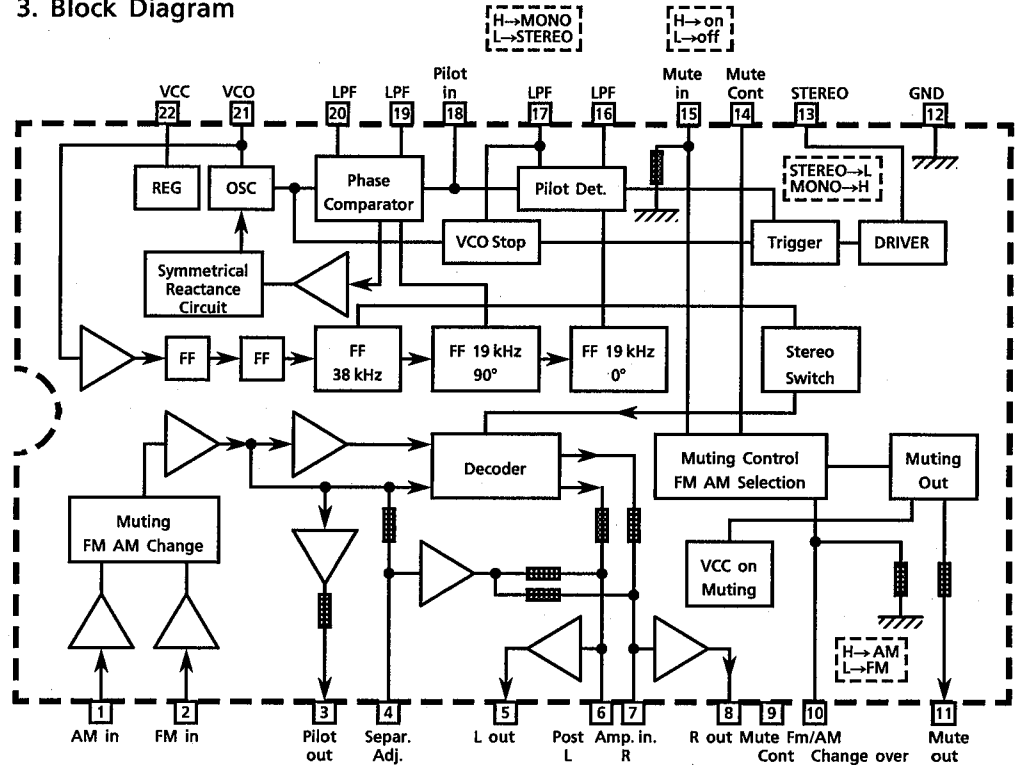 3. Block Diagram
H→MONO
L→STEREO
H→on
L→off
VCC
VCO
LPF
LPF
Pilot
in
LPF
LPF
Mute
in
Mute
Cont
STEREO
GND
22
21
20
19
18
17
16
15
14
13
12
REG
OSC
Phase
Comparator
Pilot Det.
STEREO→L
MONO→H
VCO Stop
Trigger
DRIVER
Symmetrical
Reactance
Circuit
FF
FF
FF
38 kHz
FF 19 kHz
90°
FF 19 kHz
0°
Stereo
Switch
Decoder
Muting Control
FM AM Selection
Muting
Out
Muting
FM AM Change
VCC on
Muting
H→AM
L→FM
1
2
3
4
5
6
7
8
9
10
11
AM in
FM in
Pilot
out
Separ.
Adj.
L out
Post Amp. in.
L R
R out
Mute
Cont
Fm/AM
Change over
Mute
out